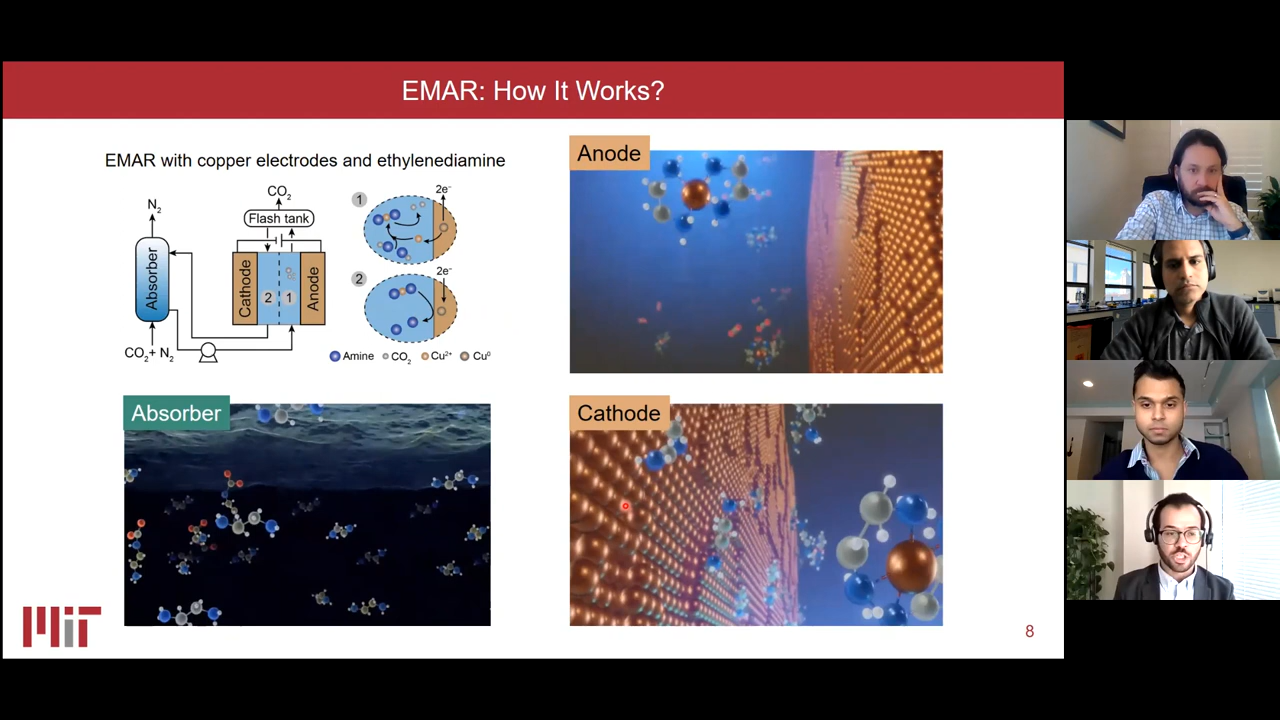 EMAR: How It Works?
EMAR with copper electrodes and ethylenediamine
CO2
N2
Flash tank
Absorber
Cathode
2
1
Anode
CO2+ N2
1
2e⁻
2
2e⁻
Amine
CO2
Cu2+
Cu0
Anode
Absorber
Cathode
MIT
8